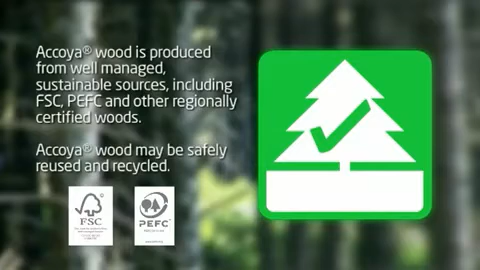 Accoya® wood is produced
from well managed,
sustainable sources, including
FSC, PEFC and other regionally
certified woods.
Accoya® wood may be safely
reused and recycled.
FSC
PEFC